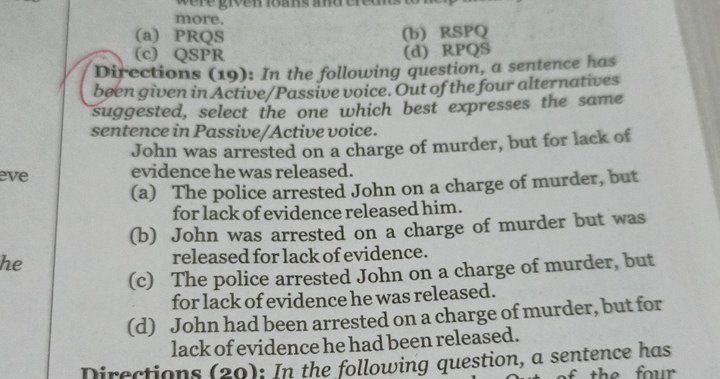 were given loans and credits to help
more.
(a) PRQS (b) RSPQ
(c) QSPR (d) RPQS
Directions (19): In the following question, a sentence has
been given in Active/Passive voice. Out of the four alternatives
suggested, select the one which best expresses the same
sentence in Passive/Active voice.
John was arrested on a charge of murder, but for lack of
evidence he was released.
(a) The police arrested John on a charge of murder, but
for lack of evidence released him.
(b) John was arrested on a charge of murder but was
released for lack of evidence.
(c) The police arrested John on a charge of murder, but
for lack of evidence he was released.
(d) John had been arrested on a charge of murder, but for
lack of evidence he had been released.
Directions (20): In the following question, a sentence has
of the four
eve
he